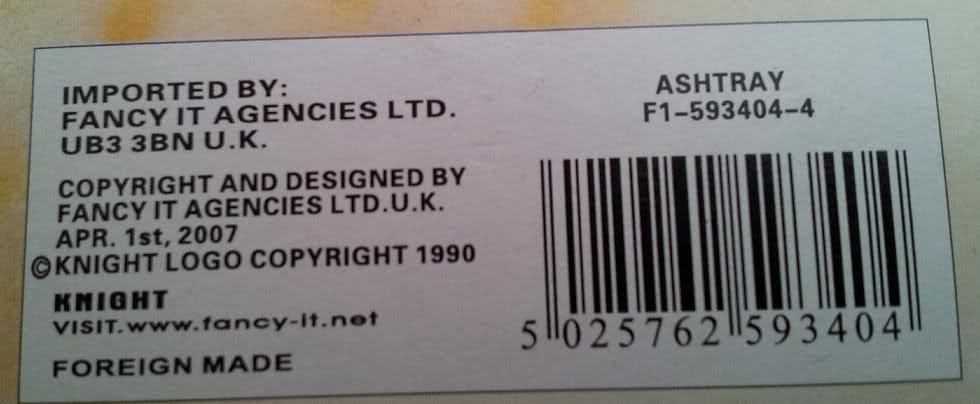 IMPORTED BY:
FANCY IT AGENCIES LTD.
UB3 3BN U.K.
COPYRIGHT AND DESIGNED BY
FANCY IT AGENCIES LTD.U.K.
APR. 1st, 2007
©KNIGHT LOGO COPYRIGHT 1990
KNIGHT
VISIT.www.fancy-it.net
FOREIGN MADE
ASHTRAY
F1-593404-4
5 025762 593404